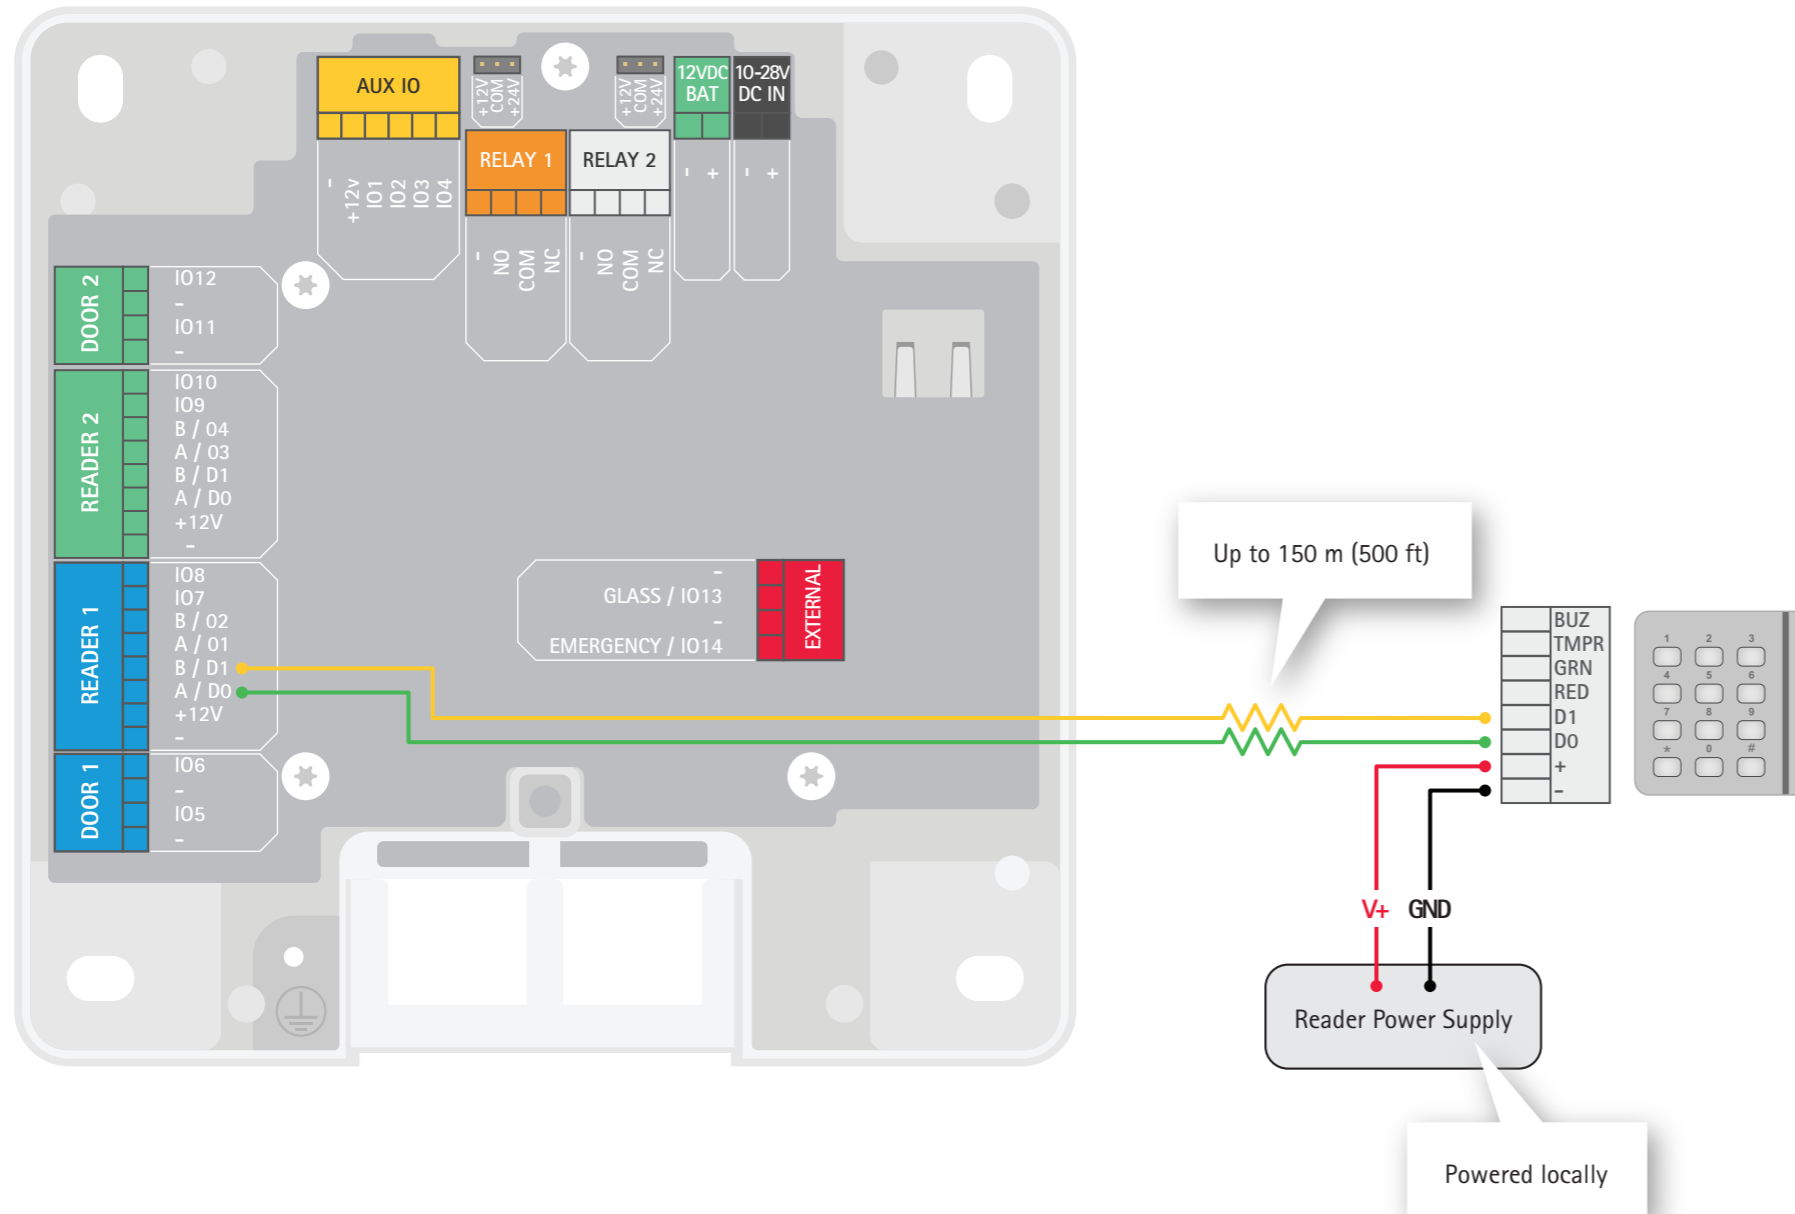 AUX IO
-
+12v
IO1
IO2
IO3
IO4
+12V
COM
+24V
RELAY 1
-
NO
COM
NC
+12V
COM
+24V
RELAY 2
-
NO
COM
NC
12VDC
BAT
- +
10-28V
DC IN
- +
DOOR 2
IO12
-
IO11
-
READER 2
IO10
IO9
B / 04
A / 03
B / D1
A / D0
+12V
-
READER 1
IO8
IO7
B / 02
A / 01
B / D1
A / D0
+12V
-
DOOR 1
IO6
-
IO5
-
-
GLASS / IO13
-
EMERGENCY / IO14
EXTERNAL
Up to 150 m (500 ft)
BUZ
TMPR
GRN
RED
D1
D0
+
-
1 2 3
4 5 6
7 8 9
* 0 #
V+ GND
Reader Power Supply
Powered locally